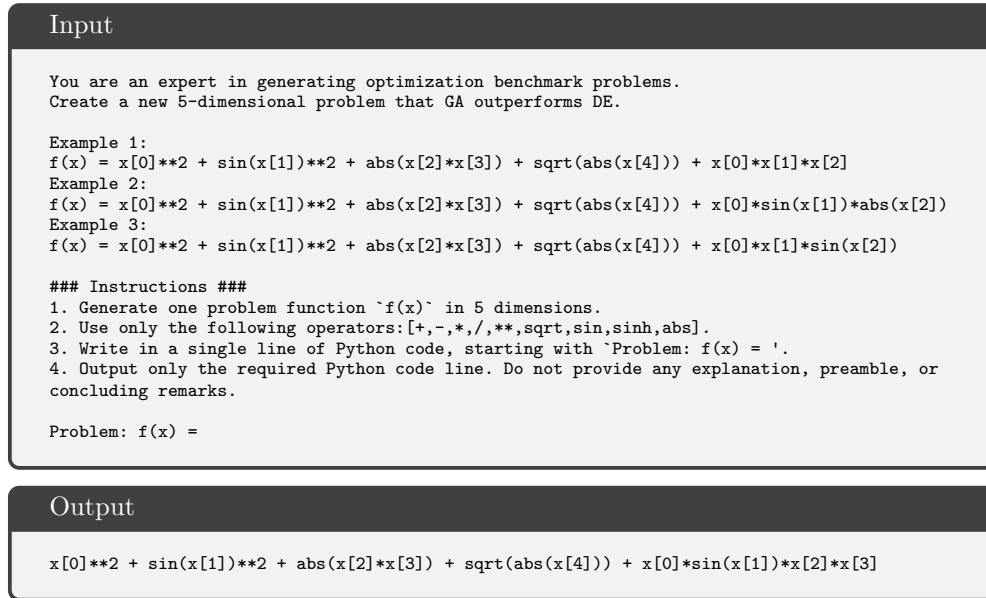 Input
You are an expert in generating optimization benchmark problems.
Create a new 5-dimensional problem that GA outperforms DE.
Example 1:
f(x) = x[0]**2 + sin(x[1])**2 + abs(x[2]*x[3]) + sqrt(abs(x[4])) + x[0]*x[1]*x[2]
Example 2:
f(x) = x[0]**2 + sin(x[1])**2 + abs(x[2]*x[3]) + sqrt(abs(x[4])) + x[0]*sin(x[1])*abs(x[2])
Example 3:
f(x) = x[0]**2 + sin(x[1])**2 + abs(x[2]*x[3]) + sqrt(abs(x[4])) + x[0]*x[1]*sin(x[2])
### Instructions ###
1. Generate one problem function `f(x)` in 5 dimensions.
2. Use only the following operators:[+,-,*,/,**,sqrt,sin,sinh,abs].
3. Write in a single line of Python code, starting with `Problem: f(x) = '.
4. Output only the required Python code line. Do not provide any explanation, preamble, or
concluding remarks.
Problem: f(x) =
Output
x[0]**2 + sin(x[1])**2 + abs(x[2]*x[3]) + sqrt(abs(x[4])) + x[0]*sin(x[1])*x[2]*x[3]